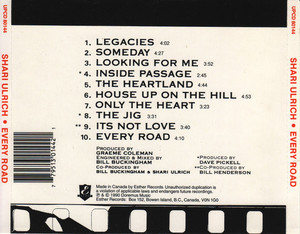 UPCD 90144
SHARI ULRICH • EVERY ROAD
1. LEGACIES 4:02
2. SOMEDAY 4:27
3. LOOKING FOR ME 3:52
* 4. INSIDE PASSAGE 2:45
5. THE HEARTLAND 4:44
6. HOUSE UP ON THE HILL 4:53
7. ONLY THE HEART 3:23
* 8. THE JIG 3:31
** 9. ITS NOT LOVE 3:40
10. EVERY ROAD 3:40
PRODUCED BY
GRAEME COLEMAN
ENGINEERED & MIXED BY
BILL BUCKINGHAM
CO-PRODUCED BY
BILL BUCKINGHAM & SHARI ULRICH
*PRODUCED BY
DAVE PICKELL
**CO-PRODUCED BY
BILL HENDERSON
Made in Canada by Esther Records. Unauthorized duplication is
a violation of applicable laws and endangers future recordings.
℗ & © 1990 Doremus Music
Esther Records: Box 152, Bowen Island, B.C., Canada, V0N 1G0
UPCD 90144
SHARI ULRICH • EVERY ROAD